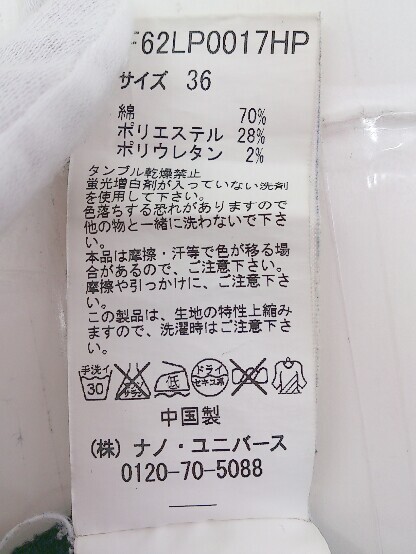 62LP0017HP
サイズ 36
綿 70%
ポリエステル 28%
ポリウレタン 2%
タンブル乾燥禁止
蛍光増白剤が入っていない洗剤
を使用して下さい。
色落ちする恐れがありますので
他の物と一緒に洗わないで下さ
い。
本品は摩擦・汗等で色が移る場
合があるので、ご注意下さい。
摩擦や引っかけに、ご注意下さ
い。
この製品は、生地の特性上縮み
ますので、洗濯時はご注意下さ
い。
手洗イ 30 低 ドライ セキユ系
中国製
(株) ナノ・ユニバース
0120-70-5088